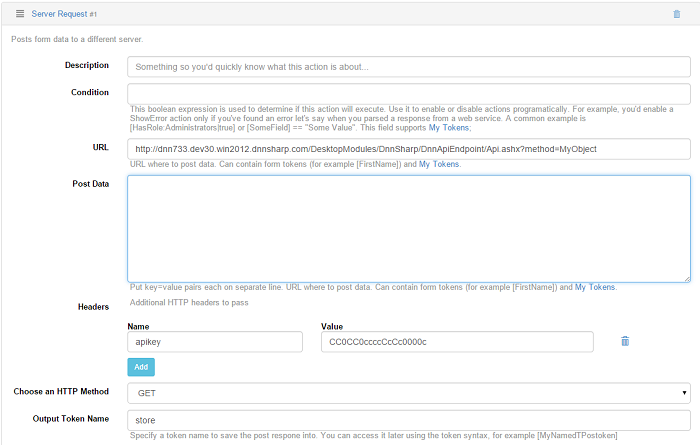 Server Request #1
Posts form data to a different server.
Description
Something so you'd quickly know what this action is about...
Condition
This boolean expression is used to determine if this action will execute. Use it to enable or disable actions programatically. For example, you'd enable a
ShowError action only if you've found an error let's say when you parsed a response from a web service. A common example is
[HasRole:Administrators|true] or [SomeField] == "Some Value". This field supports My Tokens;
URL
http://dnn733.dev30.win2012.dnnsharp.com/DesktopModules/DnnSharp/DnnApiEndpoint/Api.ashx?method=MyObject
URL where to post data. Can contain form tokens (for example [FirstName]) and My Tokens.
Post Data
Put key=value pairs each on separate line. URL where to post data. Can contain form tokens (for example [FirstName]) and My Tokens.
Headers
Additional HTTP headers to pass
Name Value
apikey CC0CC0ccccCcCc0000c
Add
Choose an HTTP Method
GET
Output Token Name
store
Specify a token name to save the post respone into. You can access it later using the token syntax, for example [MyNamedTPostoken]